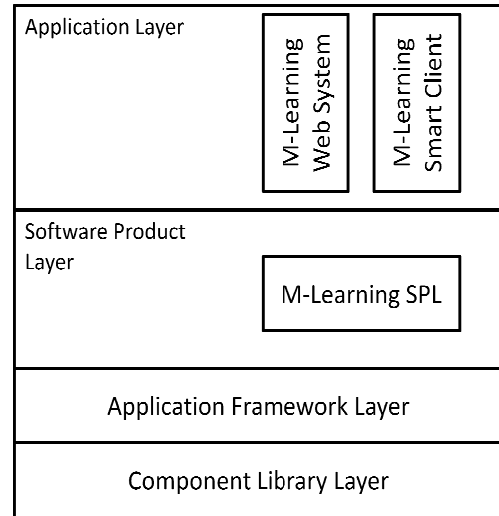 Application Layer
M-Learning
Web System
M-Learning
Smart Client
Software Product
Layer
M-Learning SPL
Application Framework Layer
Component Library Layer